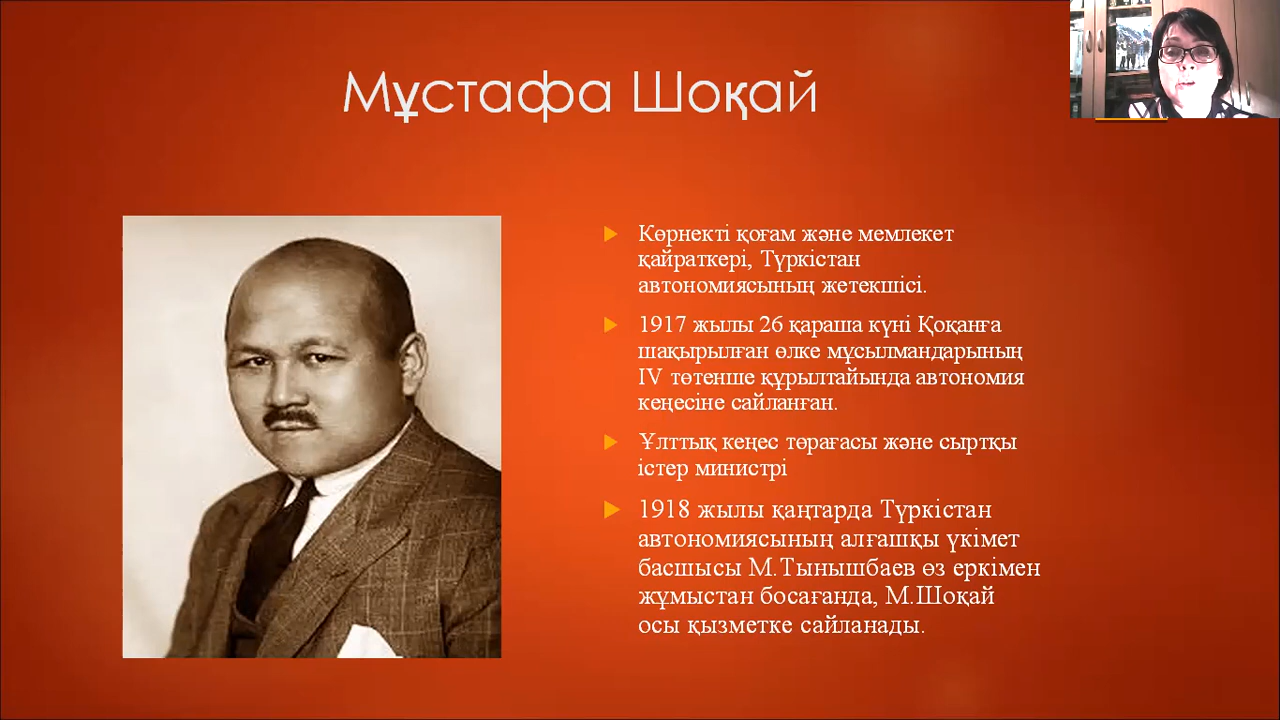 Мұстафа Шоқай
Көрнекті қоғам және мемлекет
қайраткері, Түркістан
автономиясының жетекшісі.
1917 жылы 26 қараша күні Қоқанға
шақырылған өлке мұсылмандарының
IV төтенше құрылтайында автономия
кеңесіне сайланған.
Ұлттық кеңес төрағасы және сыртқы
істер министрі
1918 жылы қаңтарда Түркістан
автономиясының алғашқы үкімет
басшысы М.Тынышбаев өз еркімен
жұмыстан босағанда, М.Шоқай
осы қызметке сайланады.